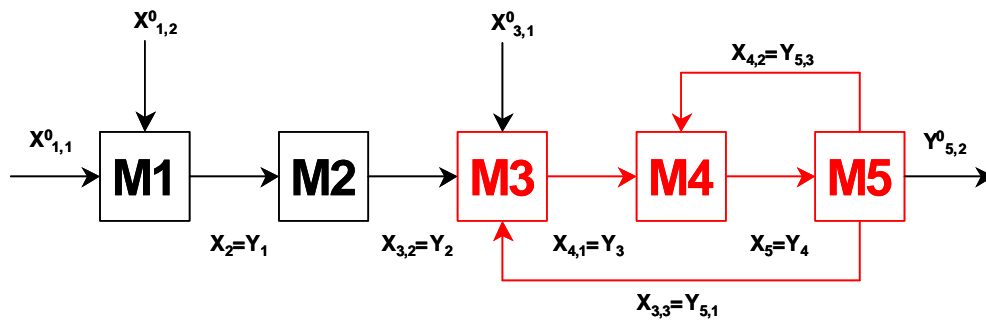 X⁰₁,₂
X⁰₃,₁
X₄,₂=Y₅,₃
X⁰₁,₁
Y⁰₅,₂
M1
M2
M3
M4
M5
X₂=Y₁
X₃,₂=Y₂
X₄,₁=Y₃
X₅=Y₄
X₃,₃=Y₅,₁